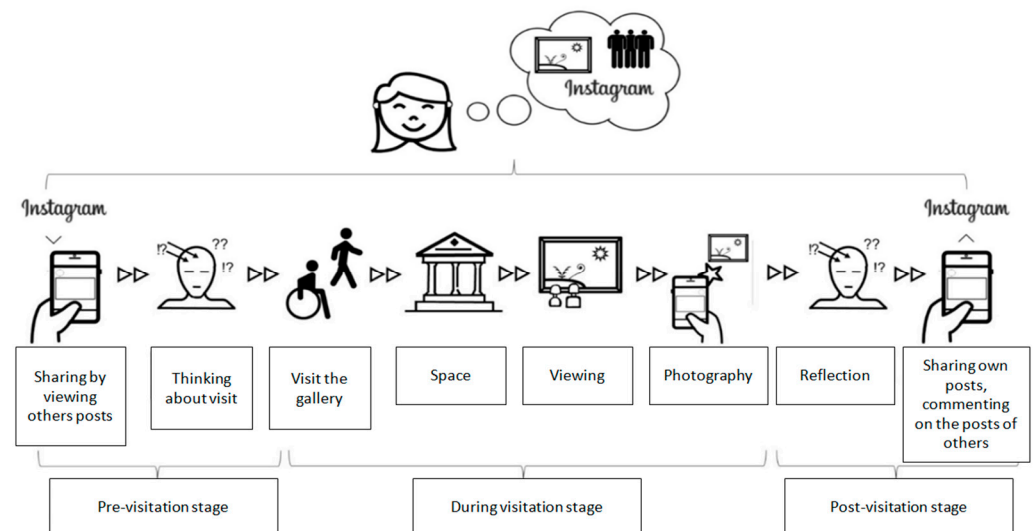 Instagram
Instagram
Instagram
!?
??
!?
!?
??
!?
Sharing by
viewing
others posts
Thinking
about visit
Visit the
gallery
Space
Viewing
Photography
Reflection
Sharing own
posts,
commenting
on the posts of
others
Pre-visitation stage
During visitation stage
Post-visitation stage